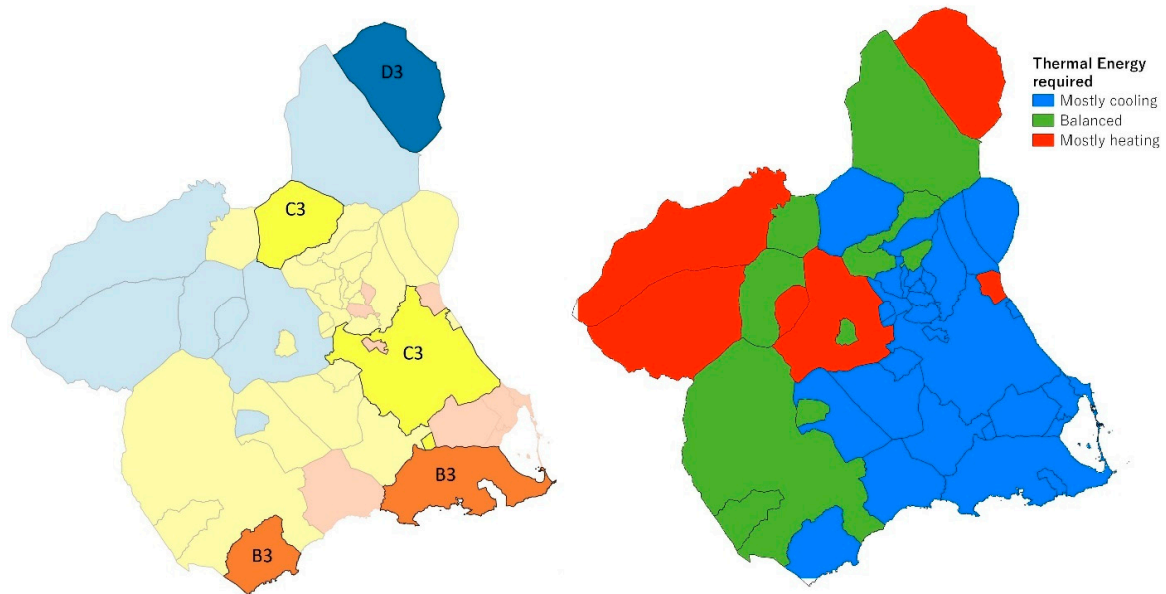 D3
C3
C3
B3
B3
Thermal Energy
required
Mostly cooling
Balanced
Mostly heating